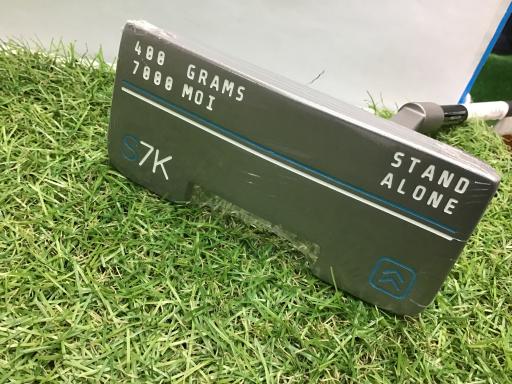 400 GRAMS
7000 MOI
S7K
STAND
ALONE